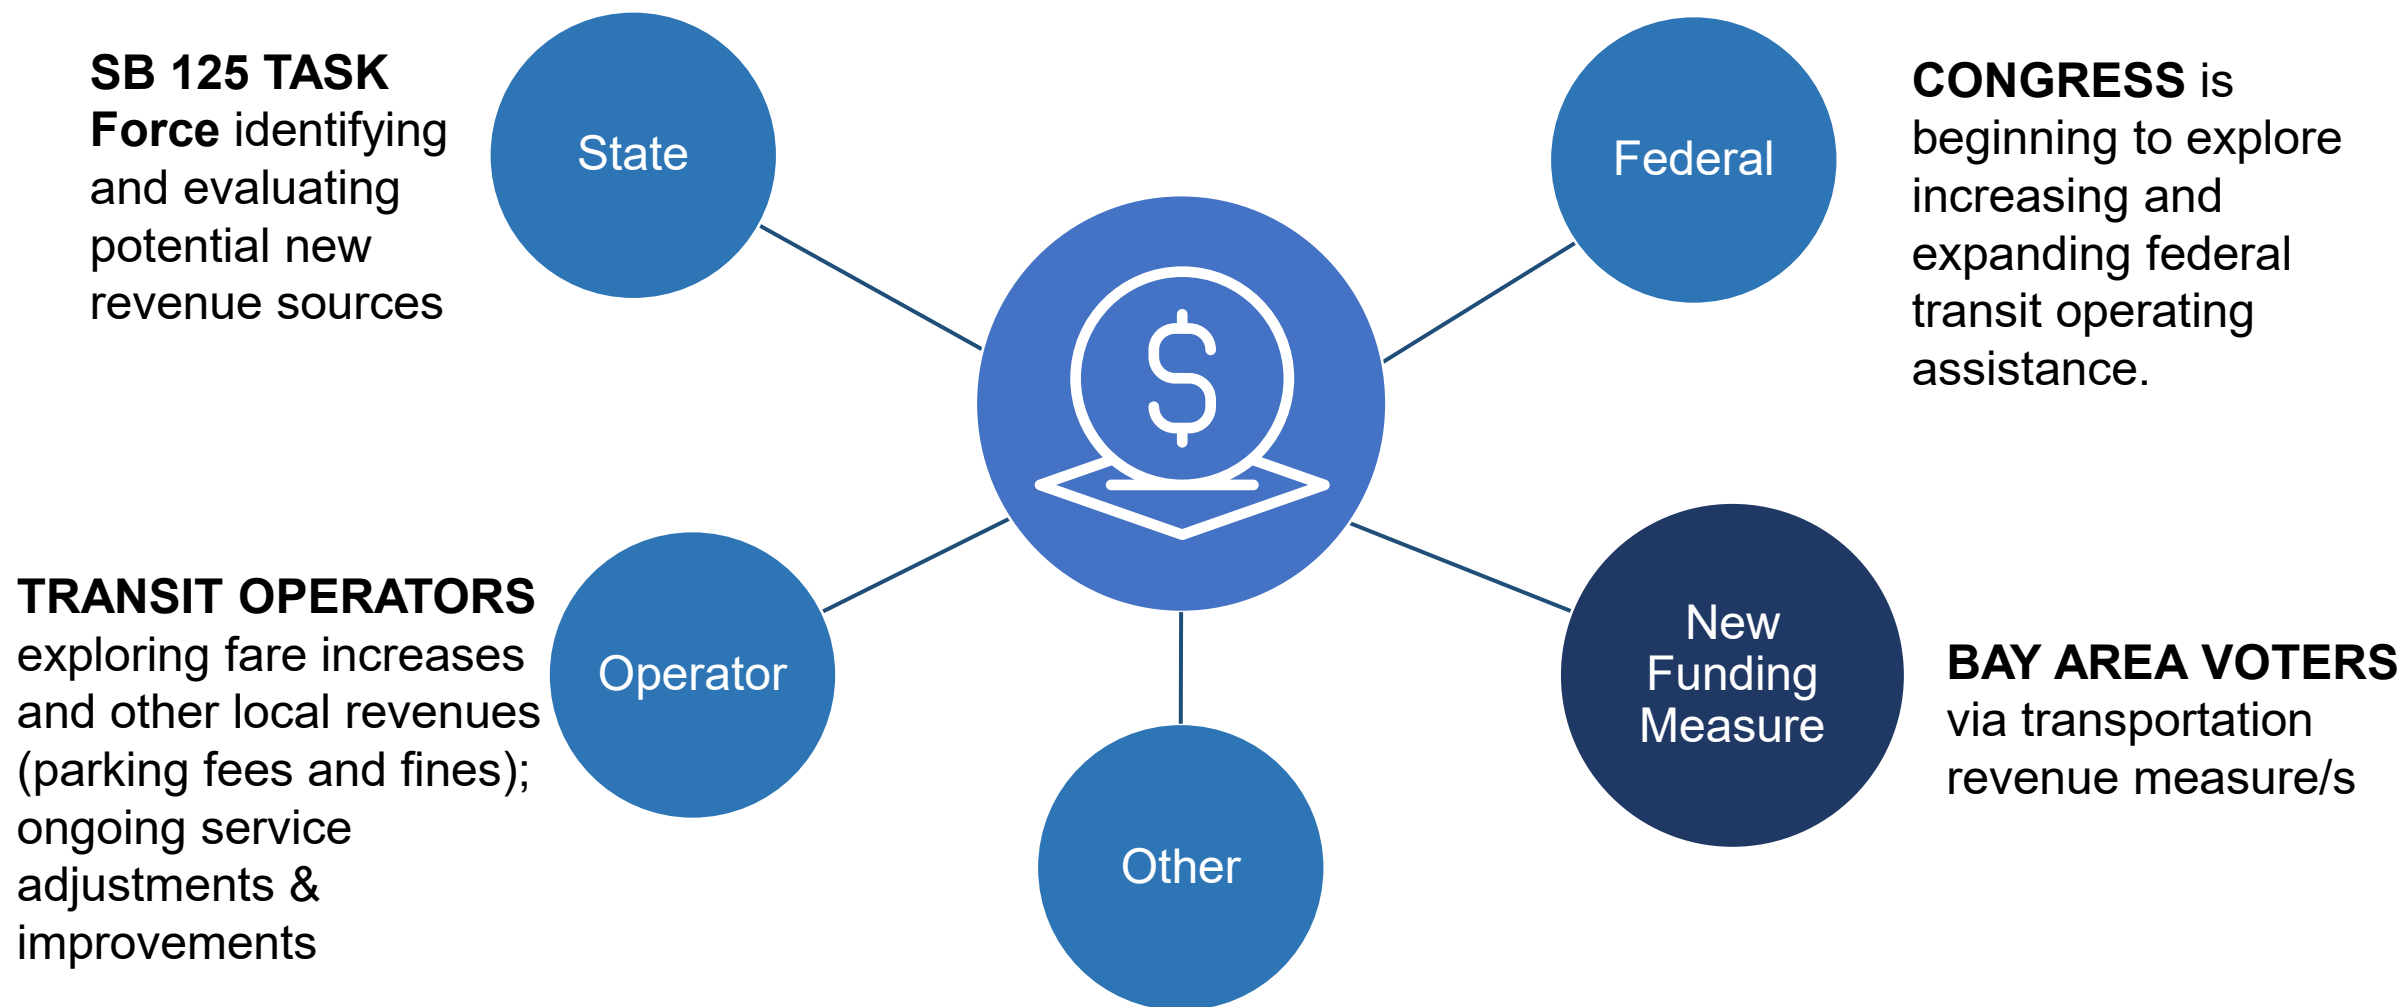 SB 125 TASK
Force identifying
and evaluating
potential new
revenue sources
State
Federal
CONGRESS is
beginning to explore
increasing and
expanding federal
transit operating
assistance.
$
TRANSIT OPERATORS
exploring fare increases
and other local revenues
(parking fees and fines);
ongoing service
adjustments &
improvements
Operator
Other
New
Funding
Measure
BAY AREA VOTERS
via transportation
revenue measure/s